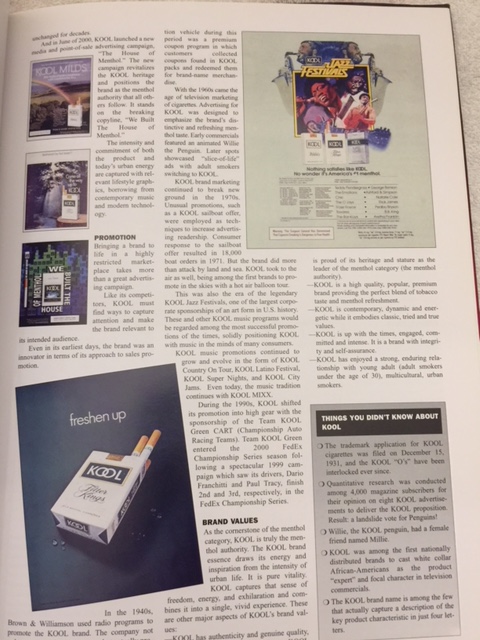 unchanged for decades.
And in June of 2000, KOOL launched a new
media and point-of-sale advertising campaign,
"The House of
Menthol." The new
campaign revitalizes
the KOOL heritage
and positions the
brand as the menthol
authority that all oth-
ers follow. It stands
on the breaking
copyline, "We Built
The House of
Menthol."
The intensity and
commitment of both
the product and
today's urban energy
are captured with rel-
evant lifestyle graph-
ics, borrowing from
contemporary music
and modern technol-
ogy.
KOOL MILDS
WE
BUILT THE
HOUSE
OF MENTHOL
PROMOTION
Bringing a brand to
life in a highly
restricted market-
place takes more
than a great advertis-
ing campaign.
Like its compet-
tors, KOOL must
find ways to capture
attention and make
the brand relevant to
its intended audience.
Even in its earliest days, the brand was an
innovator in terms of its approach to sales pro-
motion.
freshen up
KOOL
Filter
Kings
KOOL
In the 1940s,
Brown & Williamson used radio programs to
promote the KOOL brand. The company not
tion vehicle during this
period was a premium
coupon program in which
customers collected
coupons found in KOOL
packs and redeemed them
for brand-name merchan-
dise.
With the 1960s came the
age of television marketing
of cigarettes. Advertising for
KOOL was designed to
emphasize the brand's dis-
tinctive and refreshing men-
thol taste. Early commercials
featured an animated Willie
the Penguin. Later spots
showcased "slice-of-life"
ads with adult smokers
switching to KOOL.
KOOL brand marketing
continued to break new
ground in the 1970s.
Unusual promotions, such
as a KOOL sailboat offer,
were employed as tech-
niques to increase advertis-
ing readership. Consumer
response to the sailboat
offer resulted in 18,000
boat orders in 1971. But the brand did more
than attack by land and sea. KOOL took to the
air as well, being among the first brands to pro-
mote in the skies with a hot air balloon tour.
This was also the era of the legendary
KOOL Jazz Festivals, one of the largest corpo-
rate sponsorships of an art form in U.S. history.
These and other KOOL music programs would
be regarded among the most successful promo-
tions of the times, solidly positioning KOOL
with music in the minds of many consumers.
KOOL music promotions continued to
grow and evolve in the form of KOOL
Country On Tour, KOOL Latino Festival,
KOOL Super Nights, and KOOL City
Jams. Even today, the music tradition
continues with KOOL MIXX.
During the 1990s, KOOL shifted
its promotion into high gear with the
sponsorship of the Team KOOL
Green CART (Championship Auto
Racing Teams). Team KOOL Green
entered the 2000 FedEx
Championship Series season fol-
lowing a spectacular 1999 cam-
paign which saw its drivers, Dario
Franchitti and Paul Tracy, finish
2nd and 3rd, respectively, in the
FedEx Championship Series.
BRAND VALUES
As the cornerstone of the menthol
category, KOOL is truly the men-
thol authority. The KOOL brand
essence draws its energy and
inspiration from the intensity of
urban life. It is pure vitality.
KOOL captures that sense of
freedom, energy, and exhilaration and com-
bines it into a single, vivid experience. These
are other major aspects of KOOL's brand val-
ues:
—KOOL has authenticity and genuine quality,
JAZZ
FESTIVALS
Nothing satisfies like KOOL
No wonder it's America's #1 menthol.
is proud of its heritage and stature as the
leader of the menthol category (the menthol
authority).
—KOOL is a high quality, popular, premium
brand providing the perfect blend of tobacco
taste and menthol refreshment.
—KOOL is contemporary, dynamic and ener-
getic while it embodies classic, tried and true
values.
—KOOL is up with the times, engaged, com-
mitted and intense. It is a brand with integri-
ty and self-assurance.
—KOOL has enjoyed a strong, enduring rela-
tionship with young adult (adult smokers
under the age of 30), multicultural, urban
smokers.
THINGS YOU DIDN'T KNOW ABOUT
KOOL
❍ The trademark application for KOOL
cigarettes was filed on December 15,
1931, and the KOOL "O's" have been
interlocked ever since.
❍ Quantitative research was conducted
among 4,000 magazine subscribers for
their opinion on eight KOOL advertise-
ments to deliver the KOOL proposition.
Result: a landslide vote for Penguins!
❍ Willie, the KOOL penguin, had a female
friend named Millie.
❍ KOOL was among the first nationally
distributed brands to cast white collar
African-Americans as the product
"expert" and focal character in television
commercials.
❍ The KOOL brand name is among the few
that actually capture a description of the
key product characteristic in just four let-
ters.